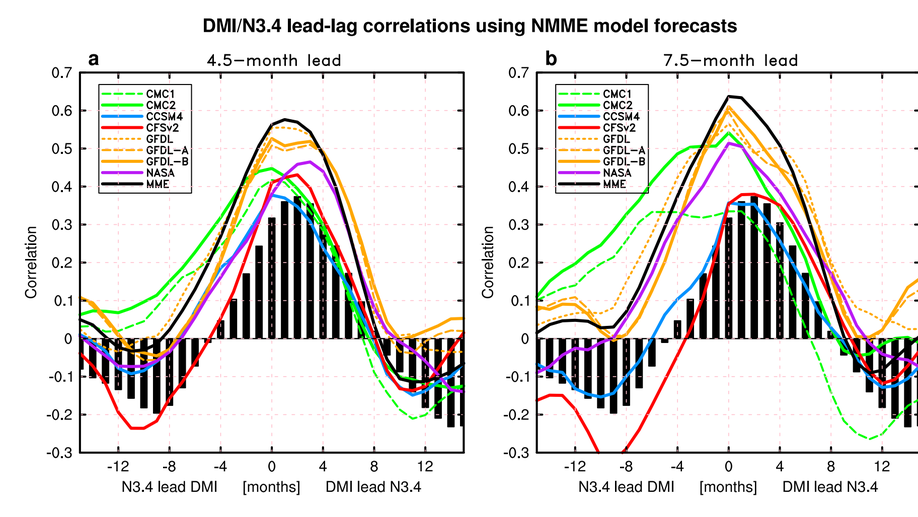 DMI/N3.4 lead-lag correlations using NMME model forecasts
a 4.5-month lead
b 7.5-month lead
Correlation
0.7
0.6
0.5
0.4
0.3
0.2
0.1
0
-0.1
-0.2
-0.3
CMC1
CMC2
CCSM4
CFSv2
GFDL
GFDL-A
GFDL-B
NASA
MME
-12 -8 -4 0 4 8 12
N3.4 lead DMI [months] DMI lead N3.4
Correlation
0.7
0.6
0.5
0.4
0.3
0.2
0.1
0
-0.1
-0.2
-0.3
CMC1
CMC2
CCSM4
CFSv2
GFDL
GFDL-A
GFDL-B
NASA
MME
-12 -8 -4 0 4 8 12
N3.4 lead DMI [months] DMI lead N3.4